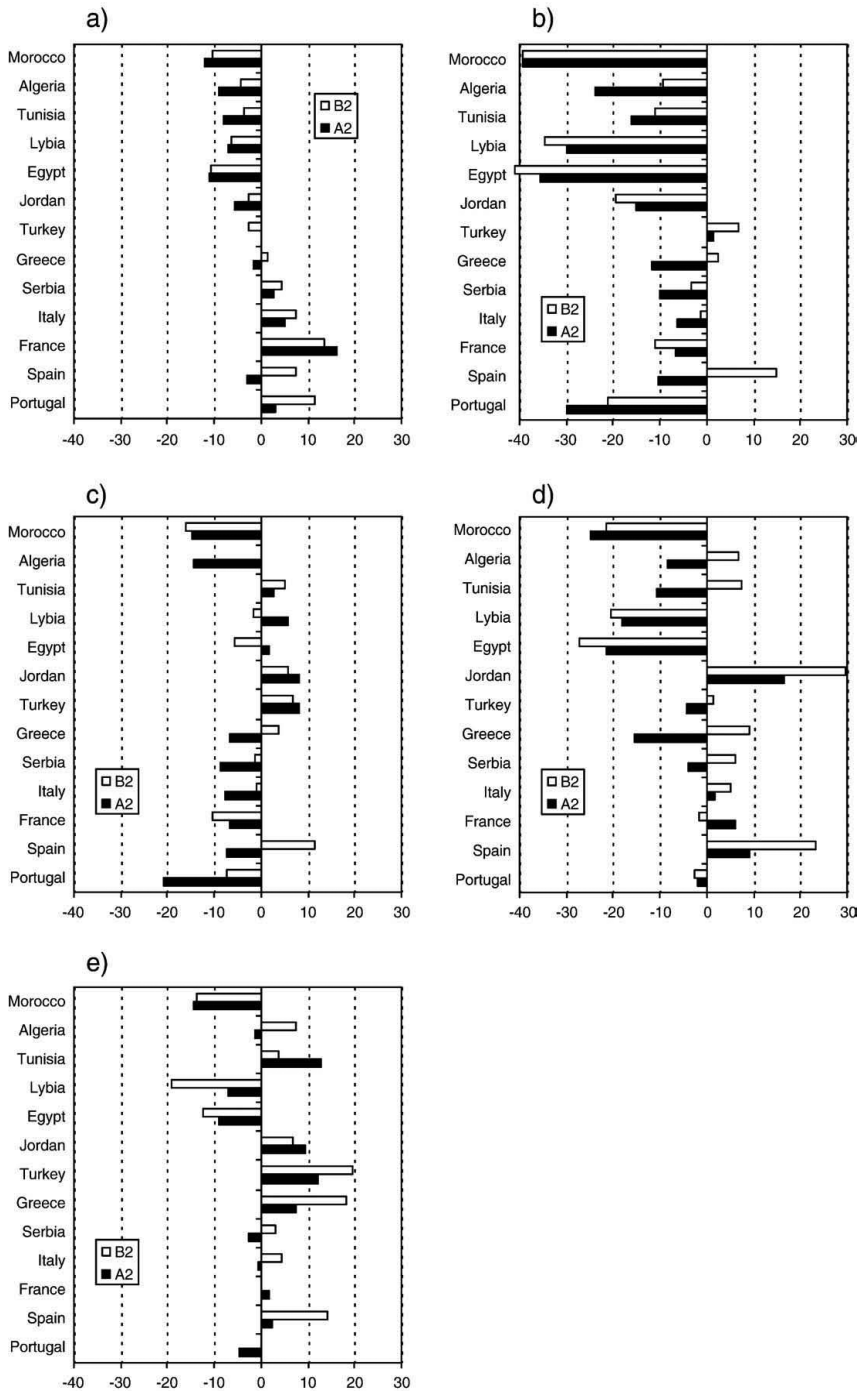 a)
Morocco
Algeria
Tunisia
Lybia
Egypt
Jordan
Turkey
Greece
Serbia
Italy
France
Spain
Portugal
B2
A2
-40 -30 -20 -10 0 10 20 30
b)
Morocco
Algeria
Tunisia
Lybia
Egypt
Jordan
Turkey
Greece
Serbia
Italy
France
Spain
Portugal
B2
A2
-40 -30 -20 -10 0 10 20 30
c)
Morocco
Algeria
Tunisia
Lybia
Egypt
Jordan
Turkey
Greece
Serbia
Italy
France
Spain
Portugal
B2
A2
-40 -30 -20 -10 0 10 20 30
d)
Morocco
Algeria
Tunisia
Lybia
Egypt
Jordan
Turkey
Greece
Serbia
Italy
France
Spain
Portugal
B2
A2
-40 -30 -20 -10 0 10 20 30
e)
Morocco
Algeria
Tunisia
Lybia
Egypt
Jordan
Turkey
Greece
Serbia
Italy
France
Spain
Portugal
B2
A2
-40 -30 -20 -10 0 10 20 30